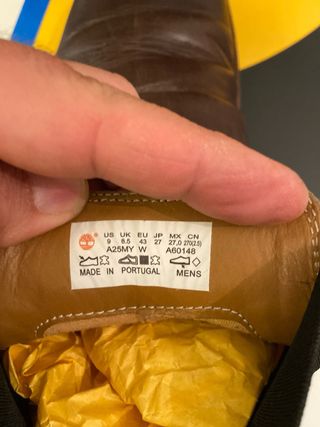 US UK EU JP MX CN
9 8.5 43 27 27,0 270(2.5)
A25MY W A60148
MADE IN PORTUGAL MENS